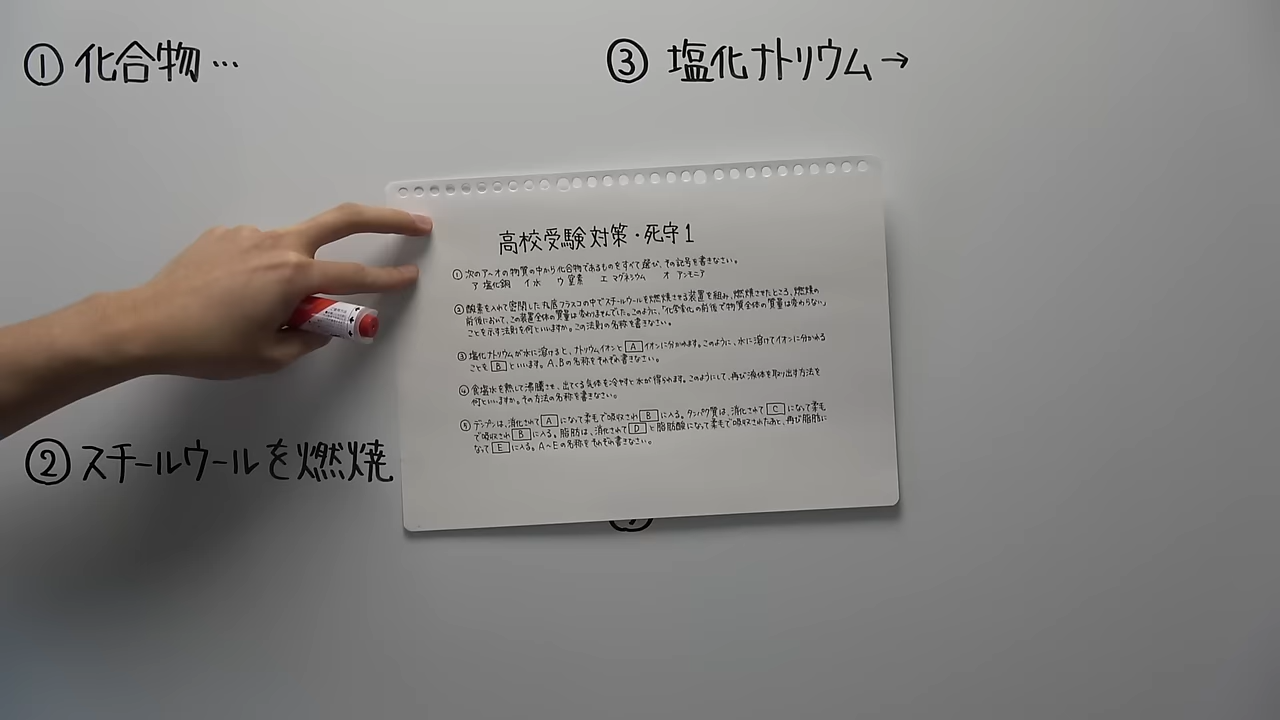 ① 化合物…
③ 塩化ナトリウム→
高校受験対策・死守1
① 次のア〜オの物質の中から化合物であるものをすべて選び、その記号を書きなさい。
ア 塩化銅 イ 水 ウ 窒素 エ マグネシウム オ アンモニア
② 酸素を入れて密閉した丸底フラスコの中でスチールウールを燃焼させる装置を組み、燃焼させたところ、燃焼の
前後において、この装置全体の質量は変わりませんでした。このように、「化学変化の前後で物質全体の質量は変わらない」
ことを示す法則を何といいますか。この法則の名称を書きなさい。
③ 塩化ナトリウムが水に溶けると、ナトリウムイオンと A イオンに分かれます。このように、水に溶けてイオンに分かれる
ことを B といいます。A、Bの名称をそれぞれ書きなさい。
④ 食塩水を熱して沸騰させ、出てくる気体を冷やすと水が得られます。このようにして、再び液体を取り出す方法を
何といいますか。その方法の名称を書きなさい。
⑤ デンプンは、消化されて A になって柔毛で吸収され B に入る。タンパク質は、消化されて C になって柔毛
で吸収され B に入る。脂肪は、消化されて D と脂肪酸になって柔毛で吸収されたあと、再び脂肪に
なって E に入る。A〜Eの名称をそれぞれ書きなさい。
② スチールウールを燃焼